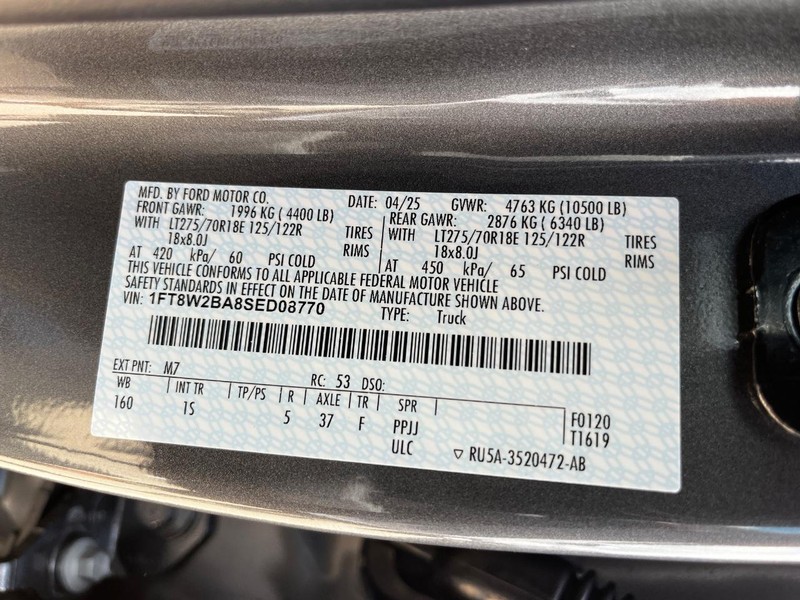 MFD. BY FORD MOTOR CO. DATE: 04/25 GVWR: 4763 KG (10500 LB)
FRONT GAWR: 1996 KG ( 4400 LB) REAR GAWR: 2876 KG ( 6340 LB)
WITH LT275/70R18E 125/122R TIRES WITH LT275/70R18E 125/122R TIRES
18x8.0J RIMS 18x8.0J RIMS
AT 420 kPa/ 60 PSI COLD AT 450 kPa/ 65 PSI COLD
THIS VEHICLE CONFORMS TO ALL APPLICABLE FEDERAL MOTOR VEHICLE
SAFETY STANDARDS IN EFFECT ON THE DATE OF MANUFACTURE SHOWN ABOVE.
VIN: 1FT8W2BA8SED08770 TYPE: Truck
EXT PNT: M7 RC: 53 DSO:
WB INT TR TP/PS R AXLE TR SPR
160 1S 5 37 F PPJJ F0120
ULC T1619
▽ RU5A-3520472-AB